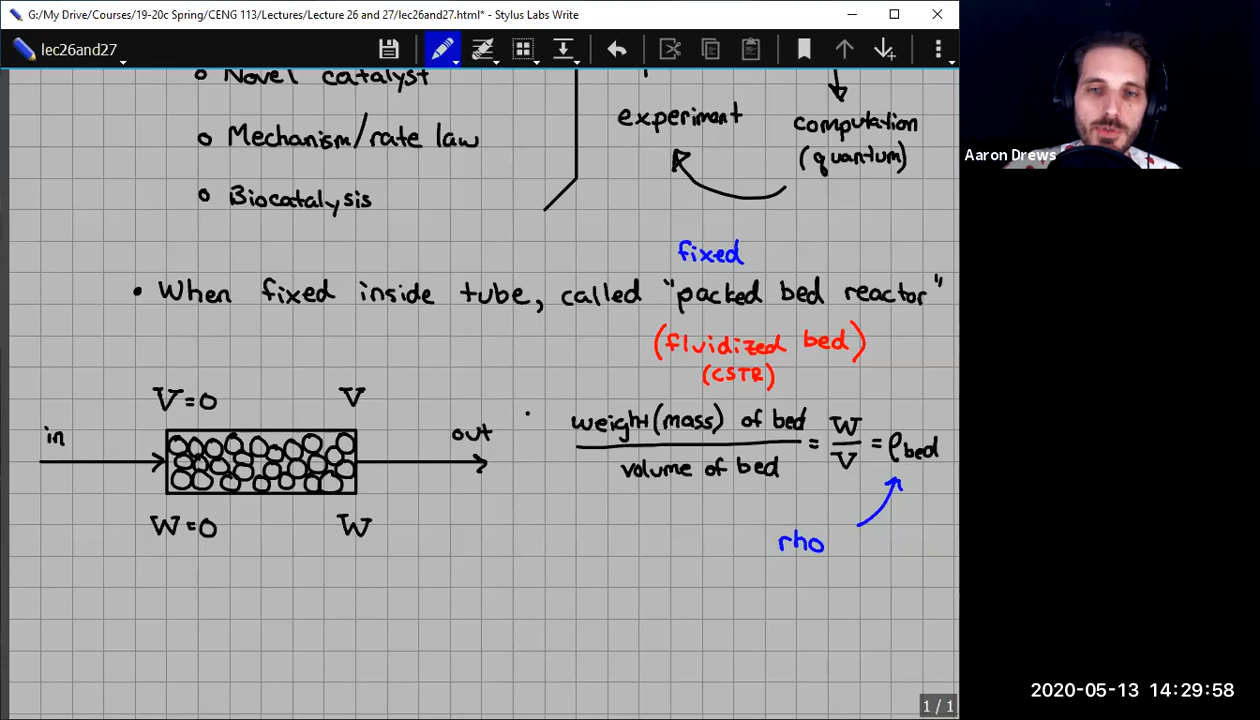 G:/My Drive/Courses/19-20c Spring/CENG 113/Lectures/Lecture 26 and 27/lec26and27.html* - Stylus Labs Write
lec26and27
Novel catalyst
Mechanism/rate law
Biocatalysis
experiment
computation
(quantum)
Aaron Drews
fixed
• When fixed inside tube, called "packed bed reactor"
(fluidized bed)
(CSTR)
V=0 V
in out
W=0 W
weight (mass) of bed / volume of bed = W/V = ρbed
rho
1 / 1
2020-05-13 14:29:58